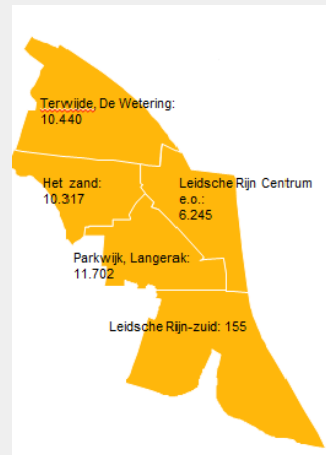 Terwijde, De Wetering:
10.440
Het zand:
10.317
Leidsche Rijn Centrum
e.o.:
6.245
Parkwijk, Langerak:
11.702
Leidsche Rijn-zuid: 155